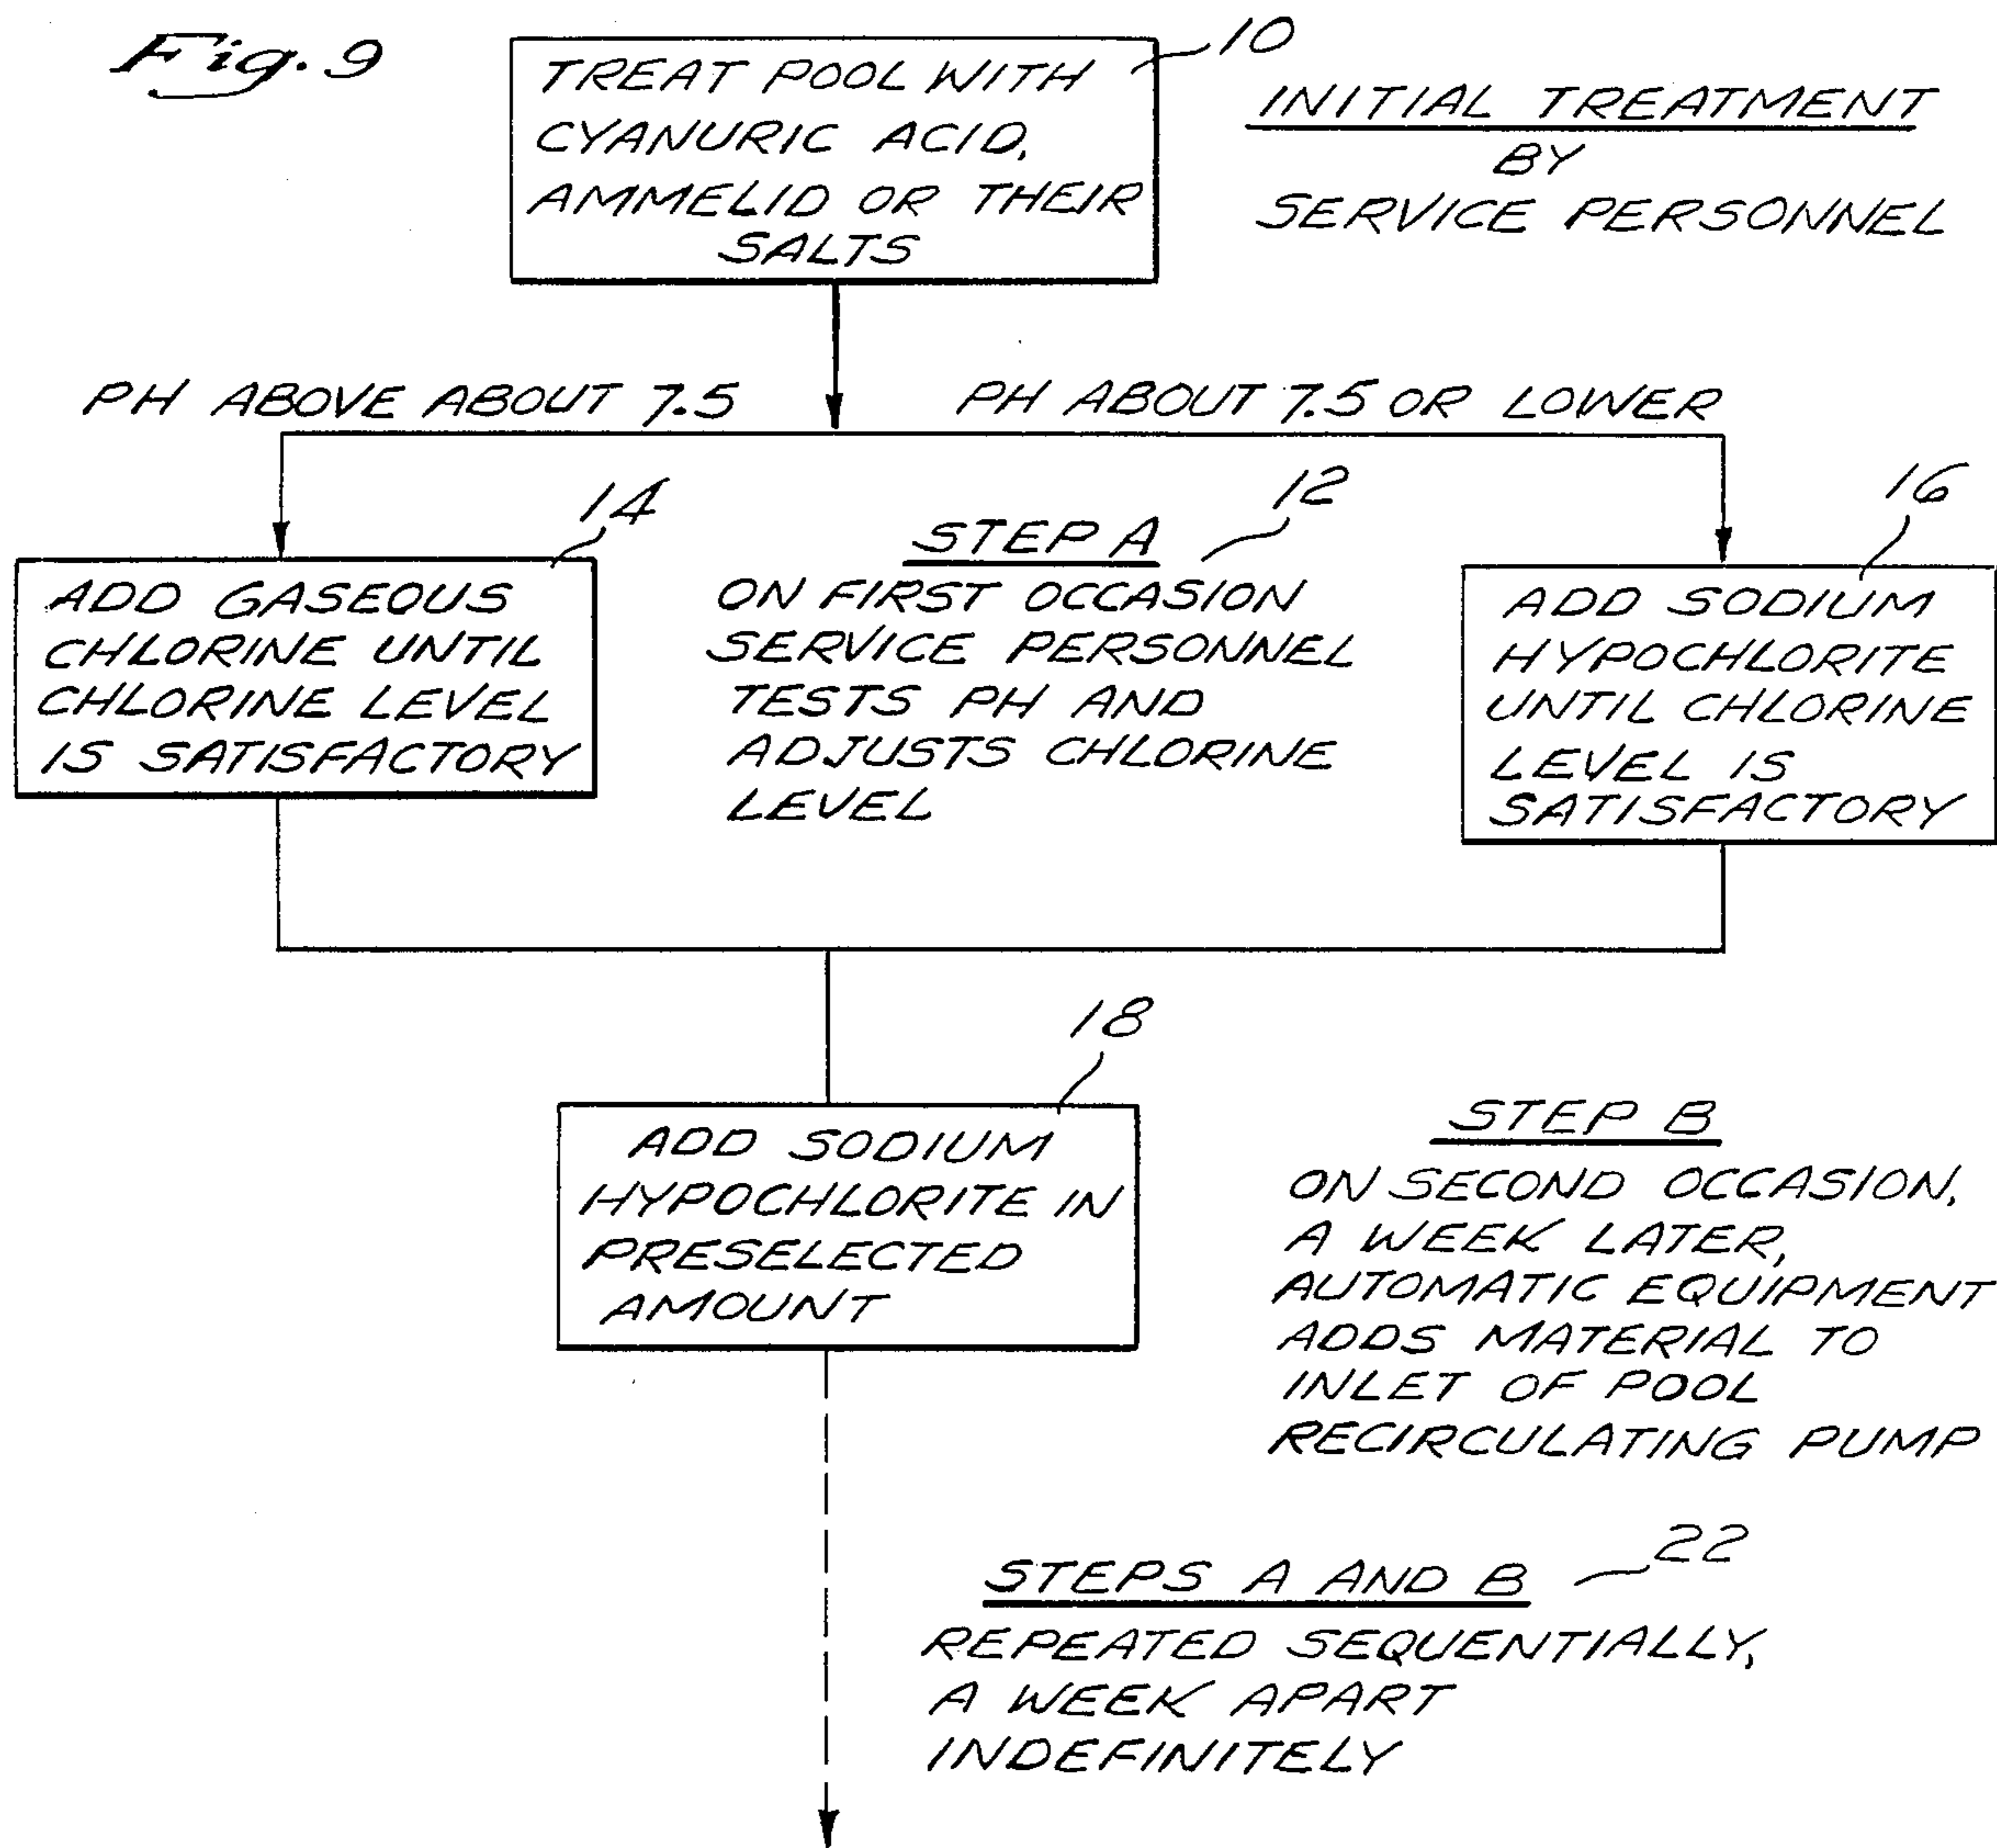 Fig. 9
10
TREAT POOL WITH
CYANURIC ACID,
AMMELID OR THEIR
SALTS
INITIAL TREATMENT
BY
SERVICE PERSONNEL
PH ABOVE ABOUT 7.5
PH ABOUT 7.5 OR LOWER
14
ADD GASEOUS
CHLORINE UNTIL
CHLORINE LEVEL
IS SATISFACTORY
12
STEP A
ON FIRST OCCASION
SERVICE PERSONNEL
TESTS PH AND
ADJUSTS CHLORINE
LEVEL
16
ADD SODIUM
HYPOCHLORITE
UNTIL CHLORINE
LEVEL IS
SATISFACTORY
18
ADD SODIUM
HYPOCHLORITE IN
PRESELECTED
AMOUNT
STEP B
ON SECOND OCCASION,
A WEEK LATER,
AUTOMATIC EQUIPMENT
ADDS MATERIAL TO
INLET OF POOL
RECIRCULATING PUMP
22
STEPS A AND B
REPEATED SEQUENTIALLY,
A WEEK APART
INDEFINITELY